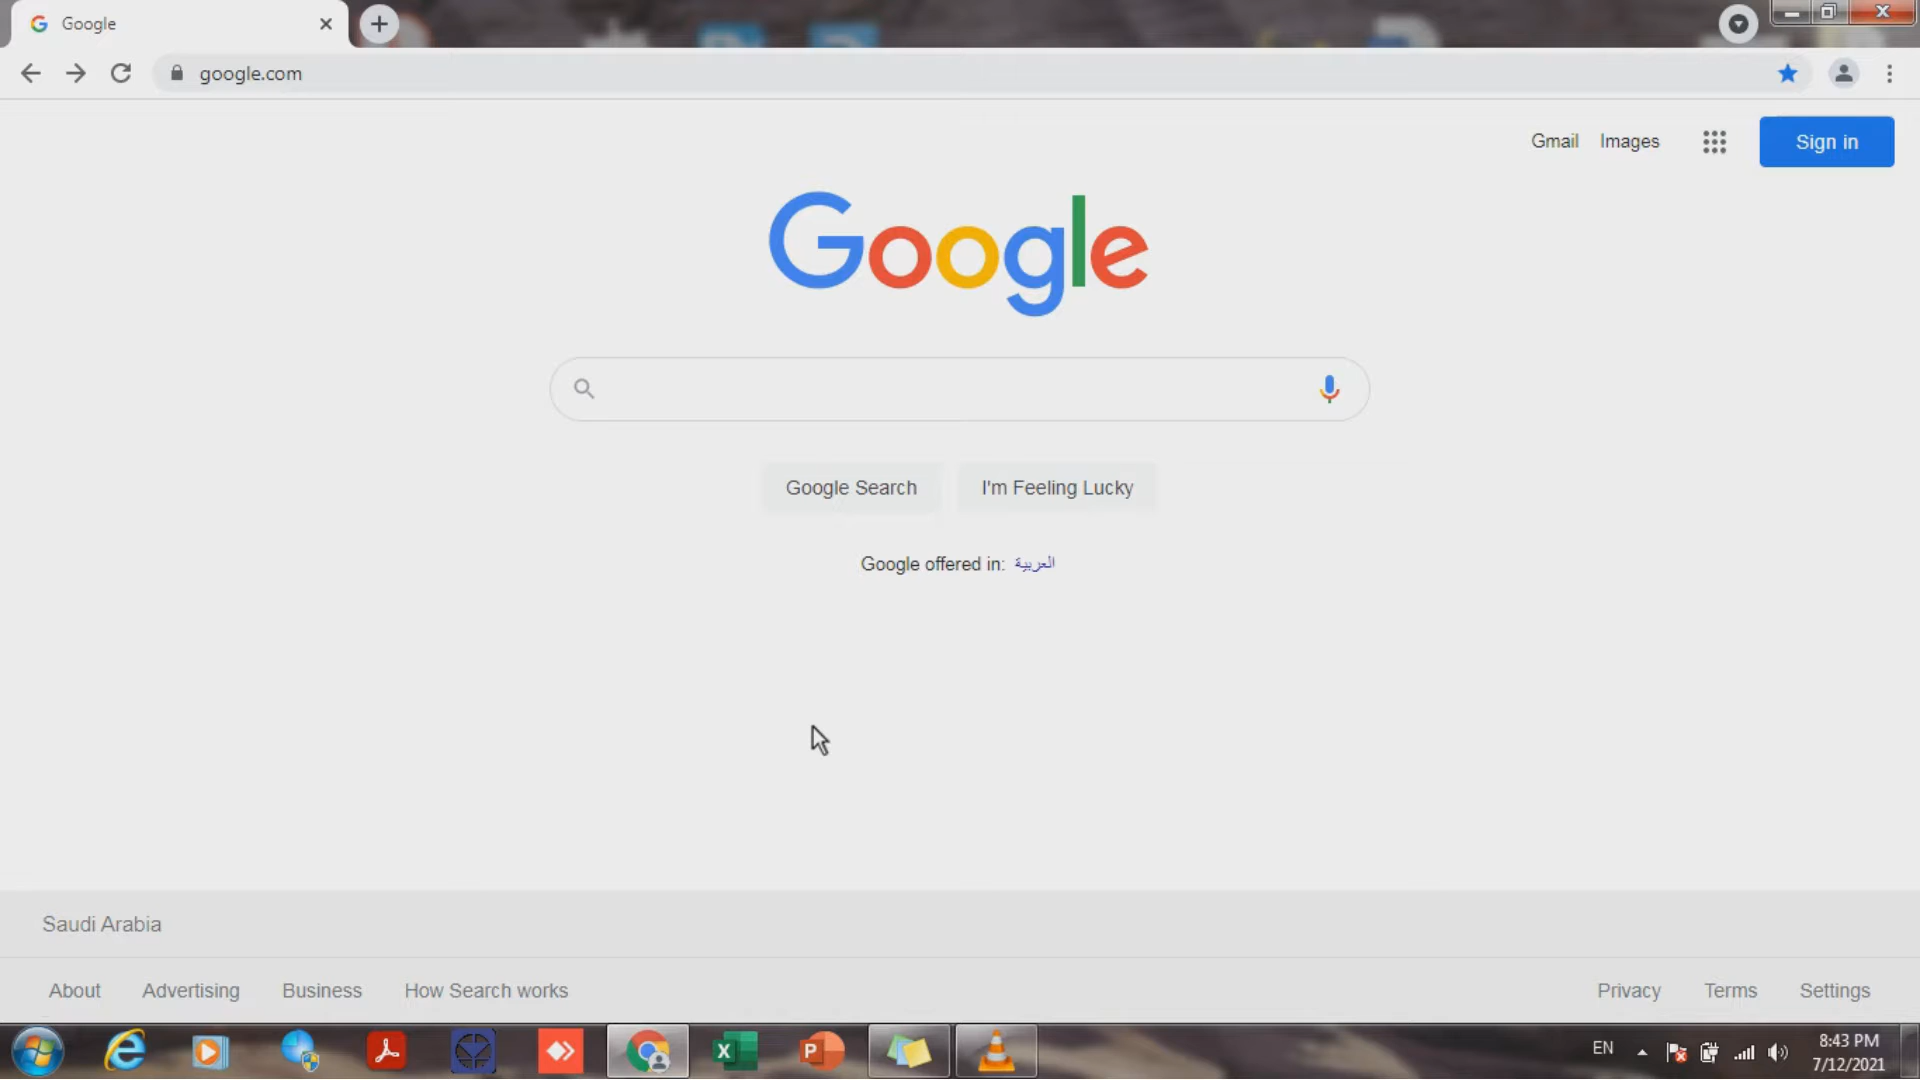 Google
google.com
Gmail Images Sign in
Google
Google Search I'm Feeling Lucky
Google offered in: العربية
Saudi Arabia
About Advertising Business How Search works Privacy Terms Settings
EN 8:43 PM
7/12/2021